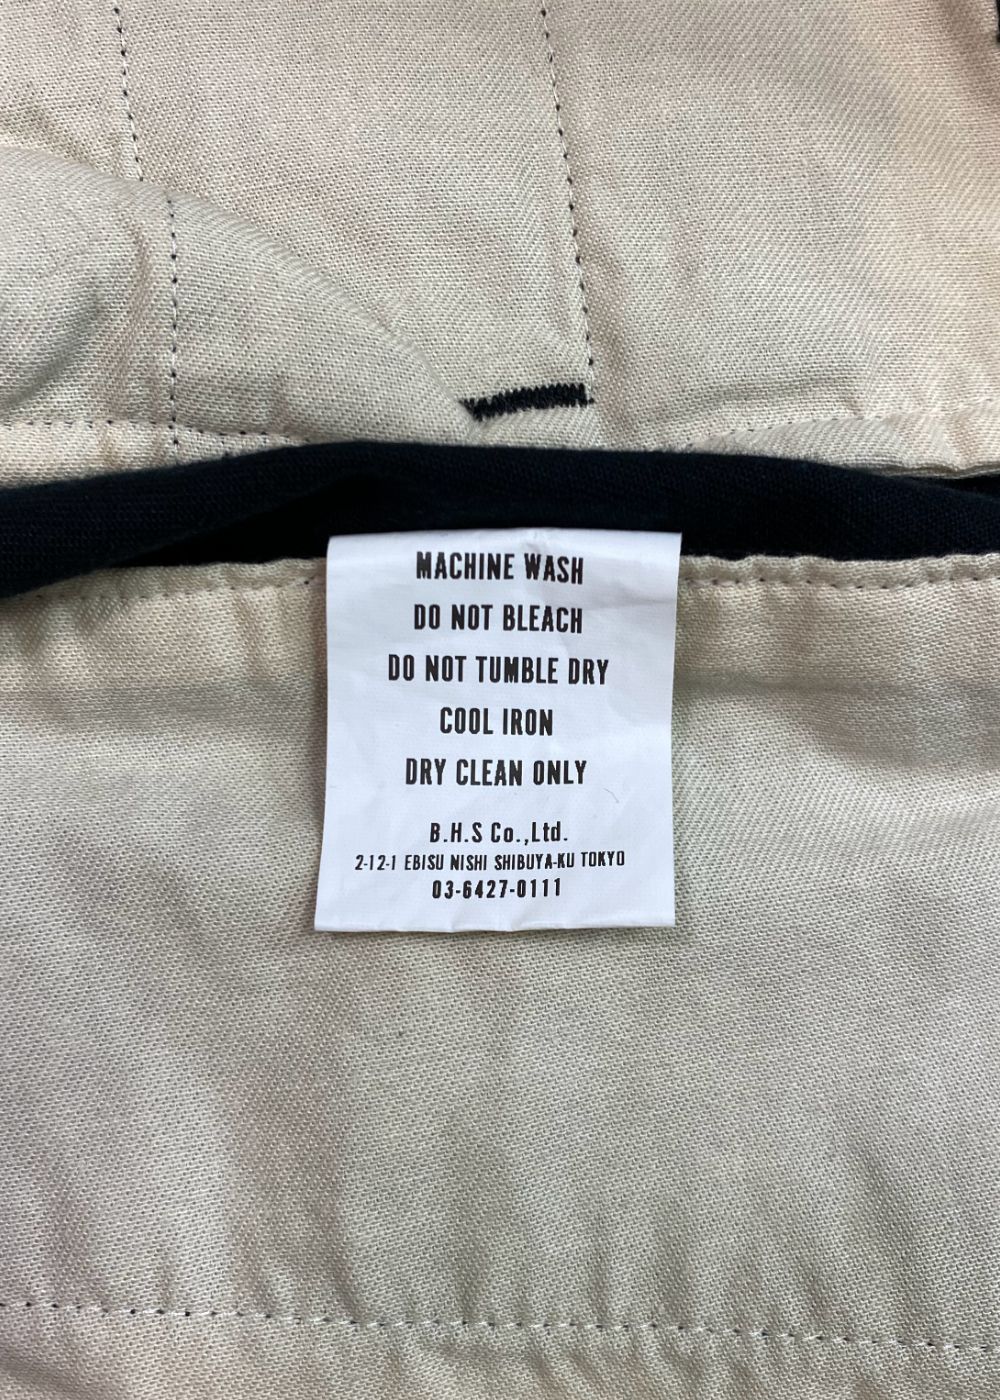 MACHINE WASH
DO NOT BLEACH
DO NOT TUMBLE DRY
COOL IRON
DRY CLEAN ONLY
B.H.S Co.,Ltd.
2-12-1 EBISU NISHI SHIBUYA-KU TOKYO
03-6427-0111